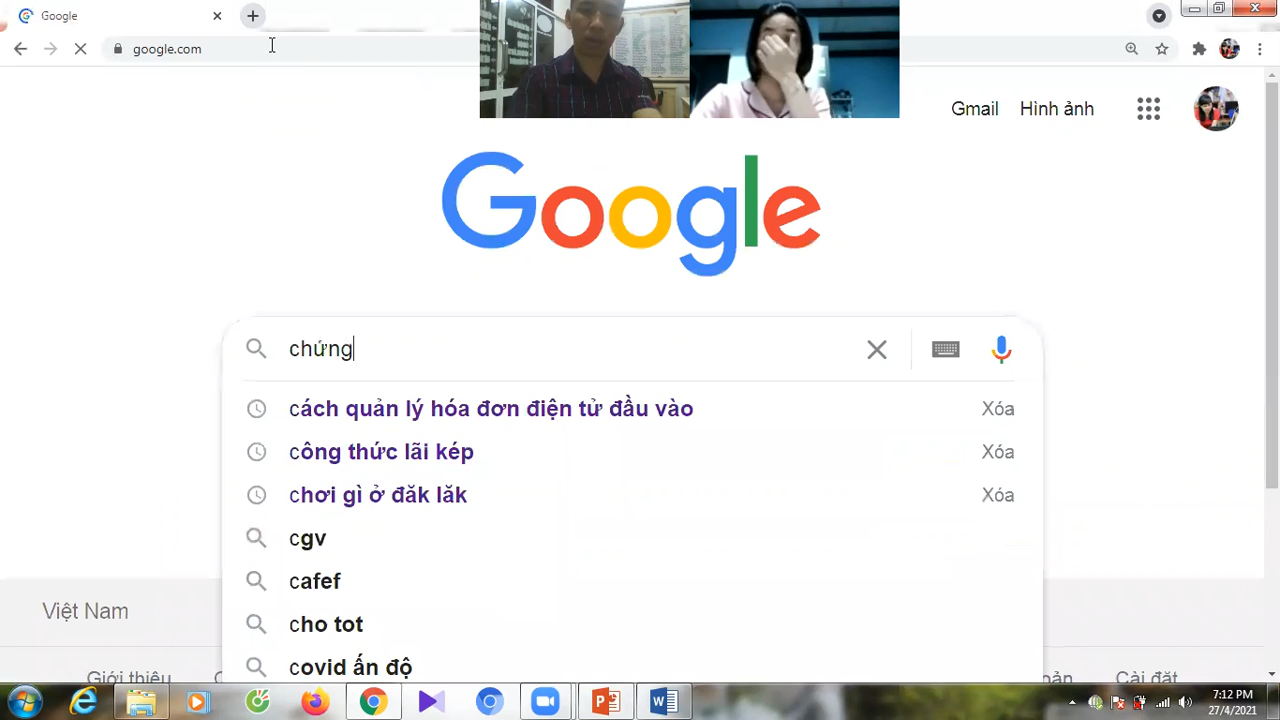 Google
google.com
Gmail Hình ảnh
Google
chứng
cách quản lý hóa đơn điện tử đầu vào Xóa
công thức lãi kép Xóa
chơi gì ở đăk lăk Xóa
cgv
cafef
cho tot
covid ấn độ
Việt Nam
Giới thiệu
Cài đặt
7:12 PM
27/4/2021